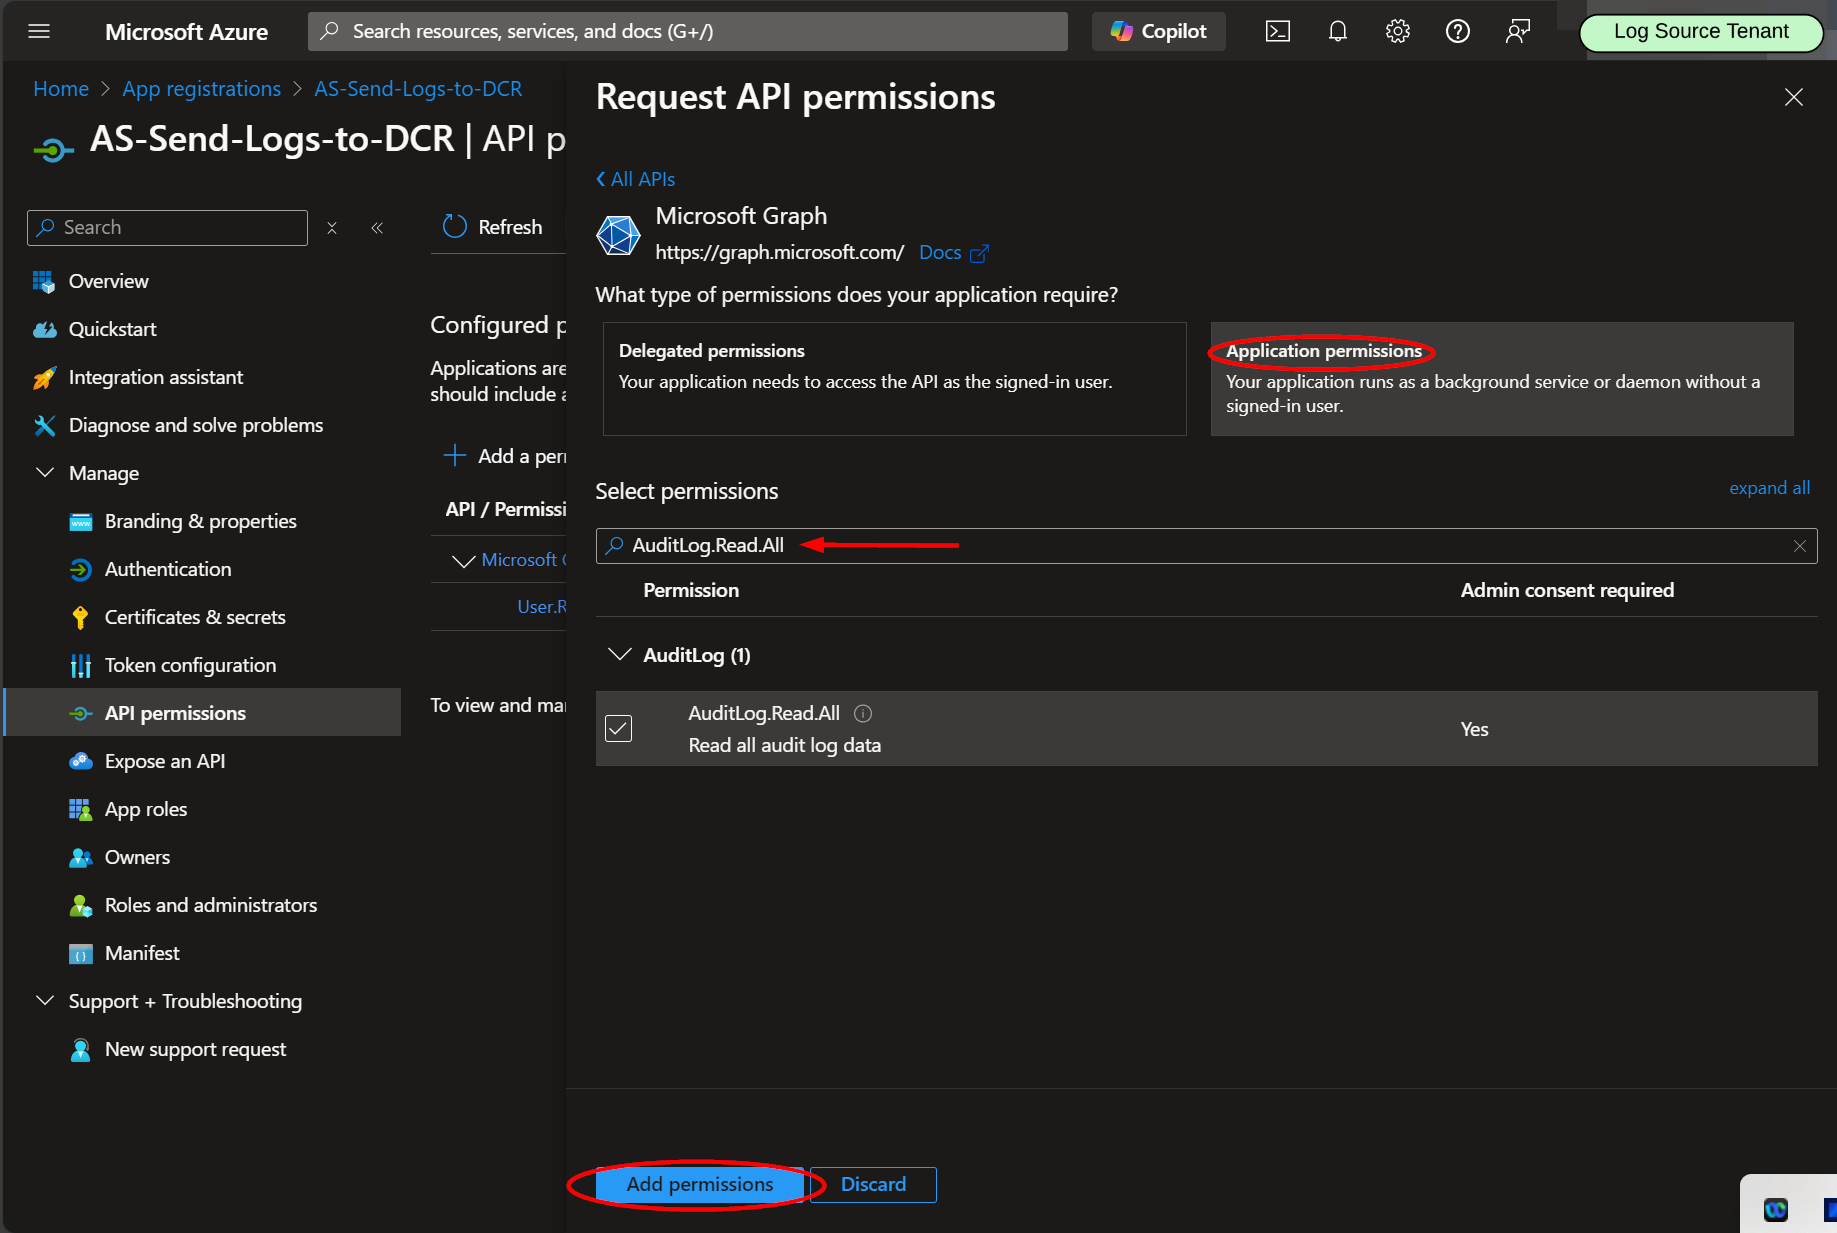 Microsoft Azure
Search resources, services, and docs (G+/)
Copilot
Log Source Tenant
Home > App registrations > AS-Send-Logs-to-DCR
AS-Send-Logs-to-DCR | API p
Search
Overview
Quickstart
Integration assistant
Diagnose and solve problems
Manage
Branding & properties
Authentication
Certificates & secrets
Token configuration
API permissions
Expose an API
App roles
Owners
Roles and administrators
Manifest
Support + Troubleshooting
New support request
Refresh
Configured p
Applications are
should include a
Add a peri
API / Permissi
Microsoft G
User.R
To view and mai
Request API permissions
All APIs
Microsoft Graph
https://graph.microsoft.com/ Docs
What type of permissions does your application require?
Delegated permissions
Your application needs to access the API as the signed-in user.
Application permissions
Your application runs as a background service or daemon without a
signed-in user.
Select permissions
expand all
AuditLog.Read.All
Permission
Admin consent required
AuditLog (1)
AuditLog.Read.All
Read all audit log data
Yes
Add permissions
Discard